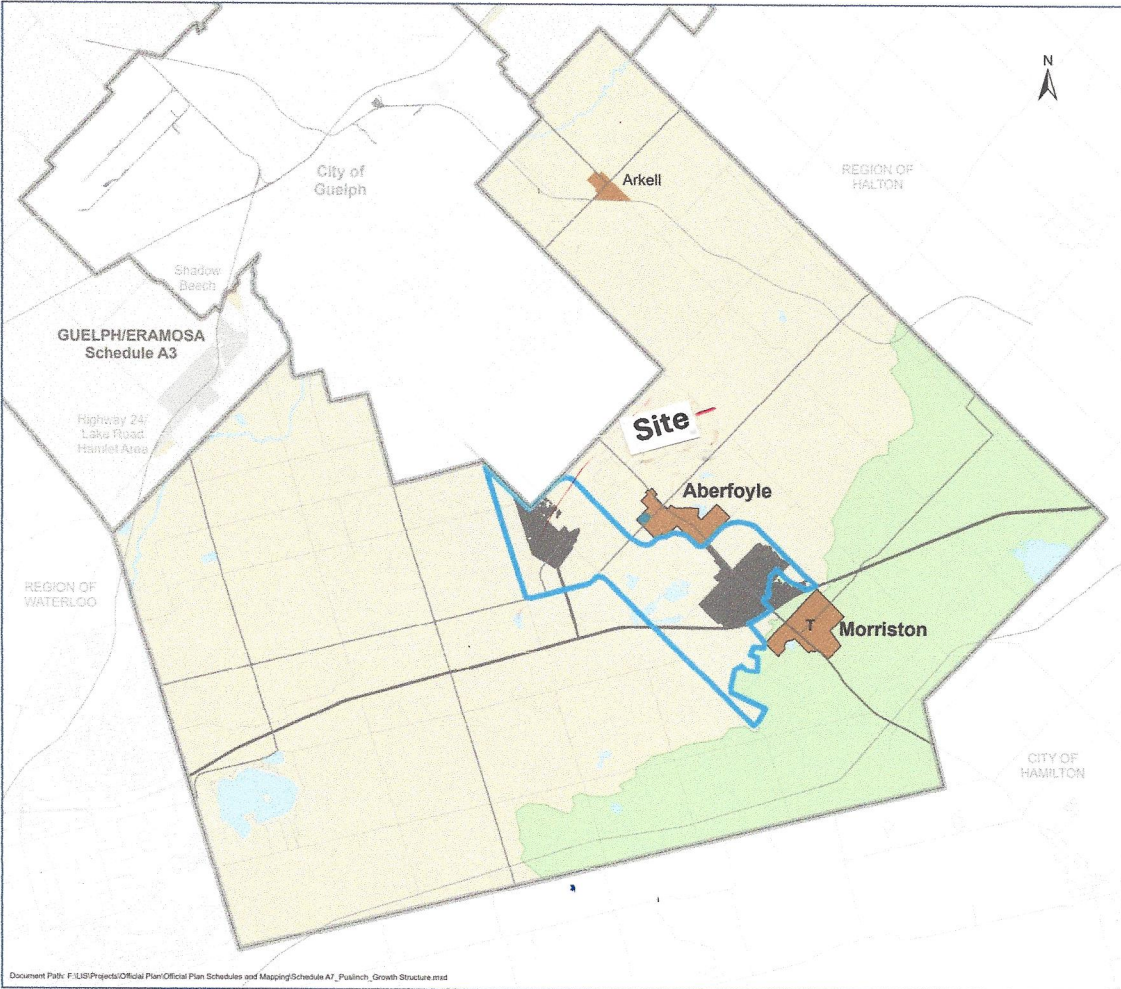 N
City of
Guelph
Arkell
REGION OF
HALTON
Shadow
Beech
GUELPH/ERAMOSA
Schedule A3
Highway 24/
Lake Road
Hamlet Area
Site
Aberfoyle
REGION OF
WATERLOO
T
Morriston
CITY OF
HAMILTON
Document Path: F:\LIS\Projects\Official Plan\Official Plan Schedules and Mapping\Schedule A7_Puslinch_Growth Structure.mxd